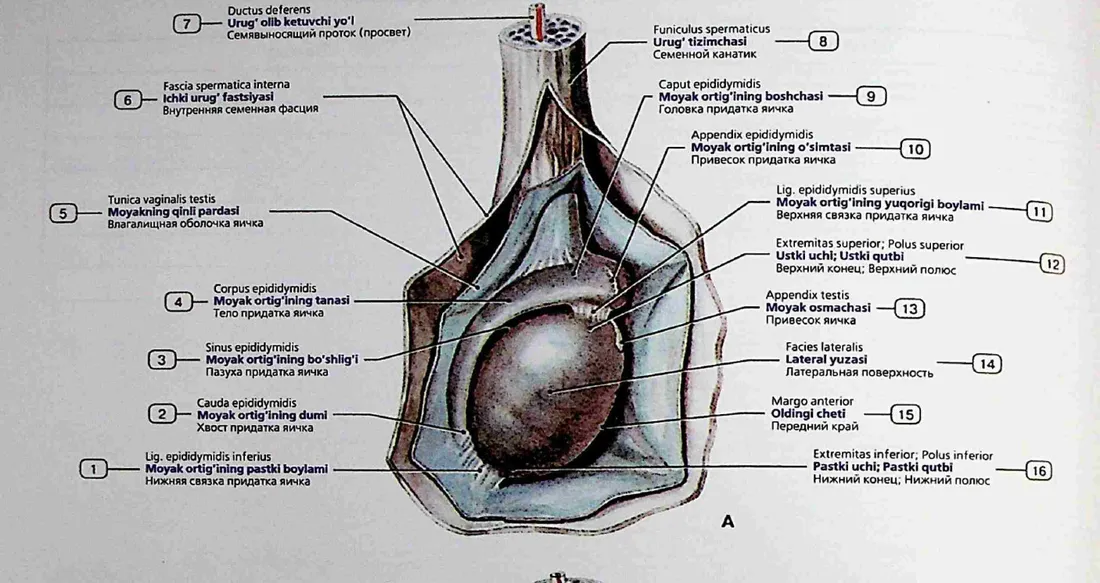 7
Ductus deferens
Urug' olib ketuvchi yo'l
Семявыносящий проток (просвет)
6
Fascia spermatica interna
Ichki urug' fastsiyasi
Внутренняя семенная фасция
5
Tunica vaginalis testis
Moyakning qinli pardasi
Влагалищная оболочка яичка
4
Corpus epididymidis
Moyak ortig'ining tanasi
Тело придатка яичка
3
Sinus epididymidis
Moyak ortig'ining bo'shlig'i
Пазуха придатка яичка
2
Cauda epididymidis
Moyak ortig'ining dumi
Хвост придатка яичка
1
Lig. epididymidis inferius
Moyak ortig'ining pastki boylami
Нижняя связка придатка яичка
Funiculus spermaticus
Urug' tizimchasi
Семенной канатик
8
Caput epididymidis
Moyak ortig'ining boshchasi
Головка придатка яичка
9
Appendix epididymidis
Moyak ortig'ining o'simtasi
Привесок придатка яичка
10
Lig. epididymidis superius
Moyak ortig'ining yuqorigi boylami
Верхняя связка придатка яичка
11
Extremitas superior; Polus superior
Ustki uchi; Ustki qutbi
Верхний конец; Верхний полюс
12
Appendix testis
Moyak osmachasi
Привесок яичка
13
Facies lateralis
Lateral yuzasi
Латеральная поверхность
14
Margo anterior
Oldingi cheti
Передний край
15
Extremitas inferior; Polus inferior
Pastki uchi; Pastki qutbi
Нижний конец; Нижний полюс
16
A